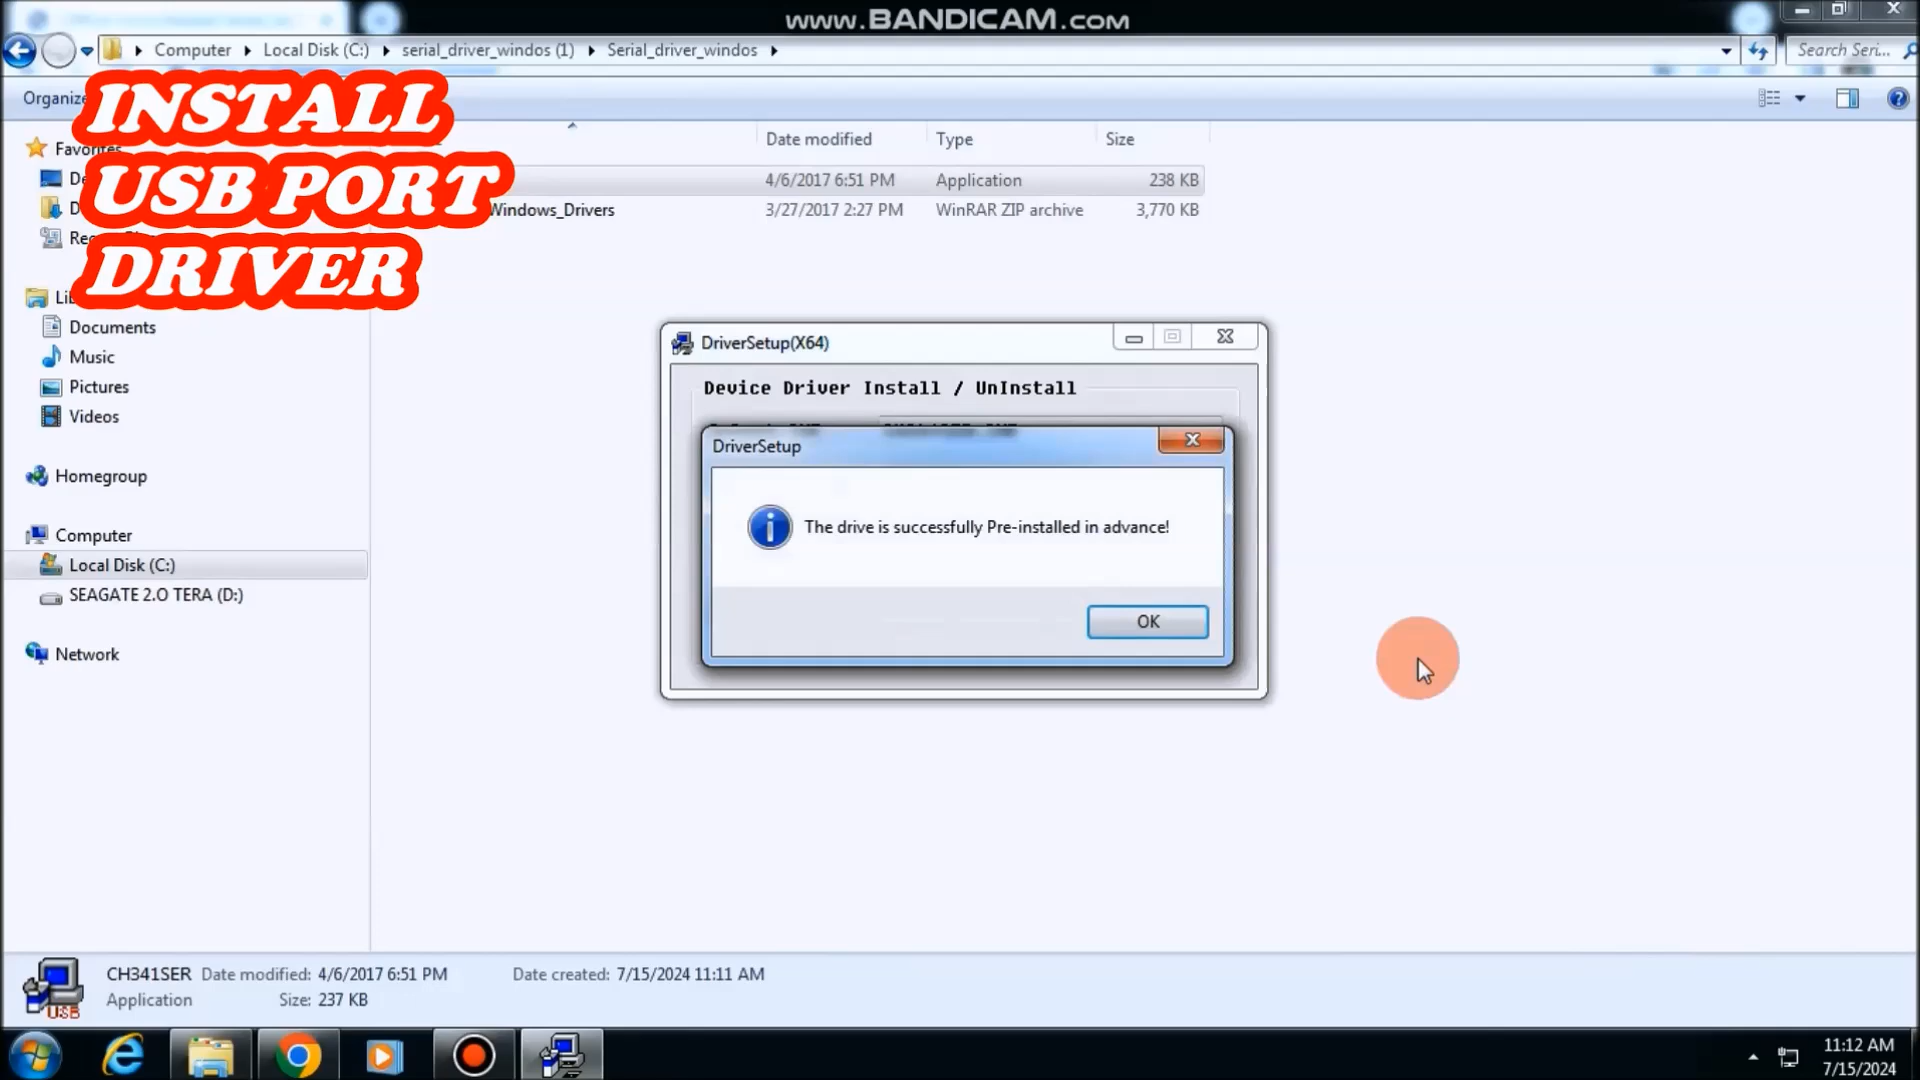 www.BANDICAM.com
Computer Local Disk (C:) serial_driver_windos (1) Serial_driver_windos Search Seri...
Organize
INSTALL
USB PORT
DRIVER
Date modified Type Size
Favorites
4/6/2017 6:51 PM Application 238 KB
Windows_Drivers 3/27/2017 2:27 PM WinRAR ZIP archive 3,770 KB
Documents
Music
Pictures
Videos
Homegroup
Computer
Local Disk (C:)
SEAGATE 2.O TERA (D:)
Network
DriverSetup(X64)
Device Driver Install / UnInstall
DriverSetup
The drive is successfully Pre-installed in advance!
OK
CH341SER Date modified: 4/6/2017 6:51 PM Date created: 7/15/2024 11:11 AM
Application Size: 237 KB
USB
11:12 AM
7/15/2024